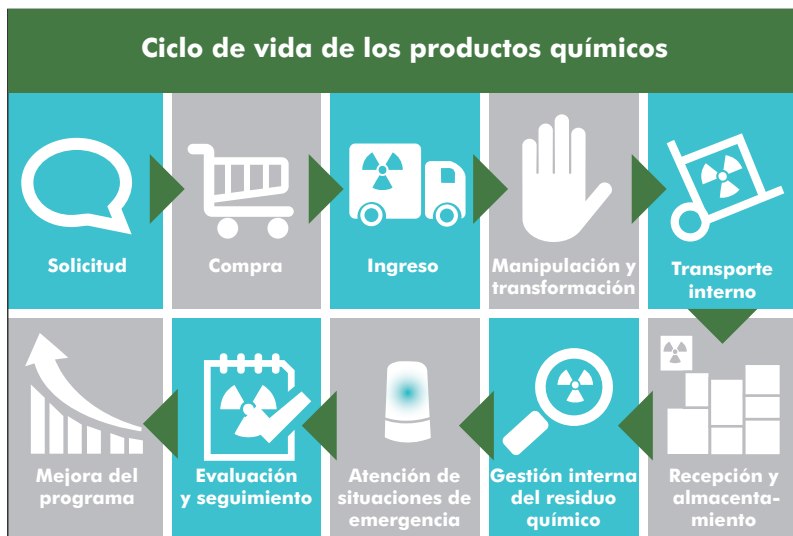 Ciclo de vida de los productos químicos
Solicitud
Compra
Ingreso
Manipulación y
transformación
Transporte
interno
Mejora del
programa
Evaluación
y seguimiento
Atención de
situaciones de
emergencia
Gestión interna
del residuo
químico
Recepción y
almacenta-
miento